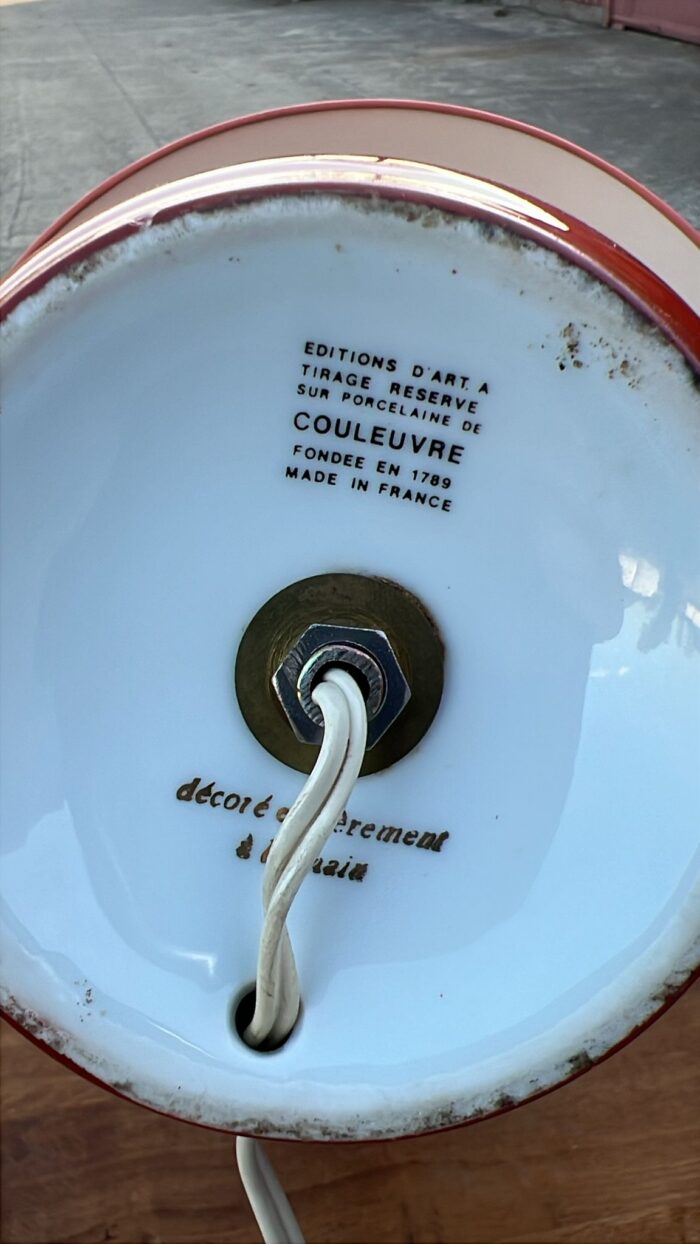 EDITIONS D'ART. A
TIRAGE RESERVE
SUR PORCELAINE DE
COULEUVRE
FONDEE EN 1789
MADE IN FRANCE
décoré
à